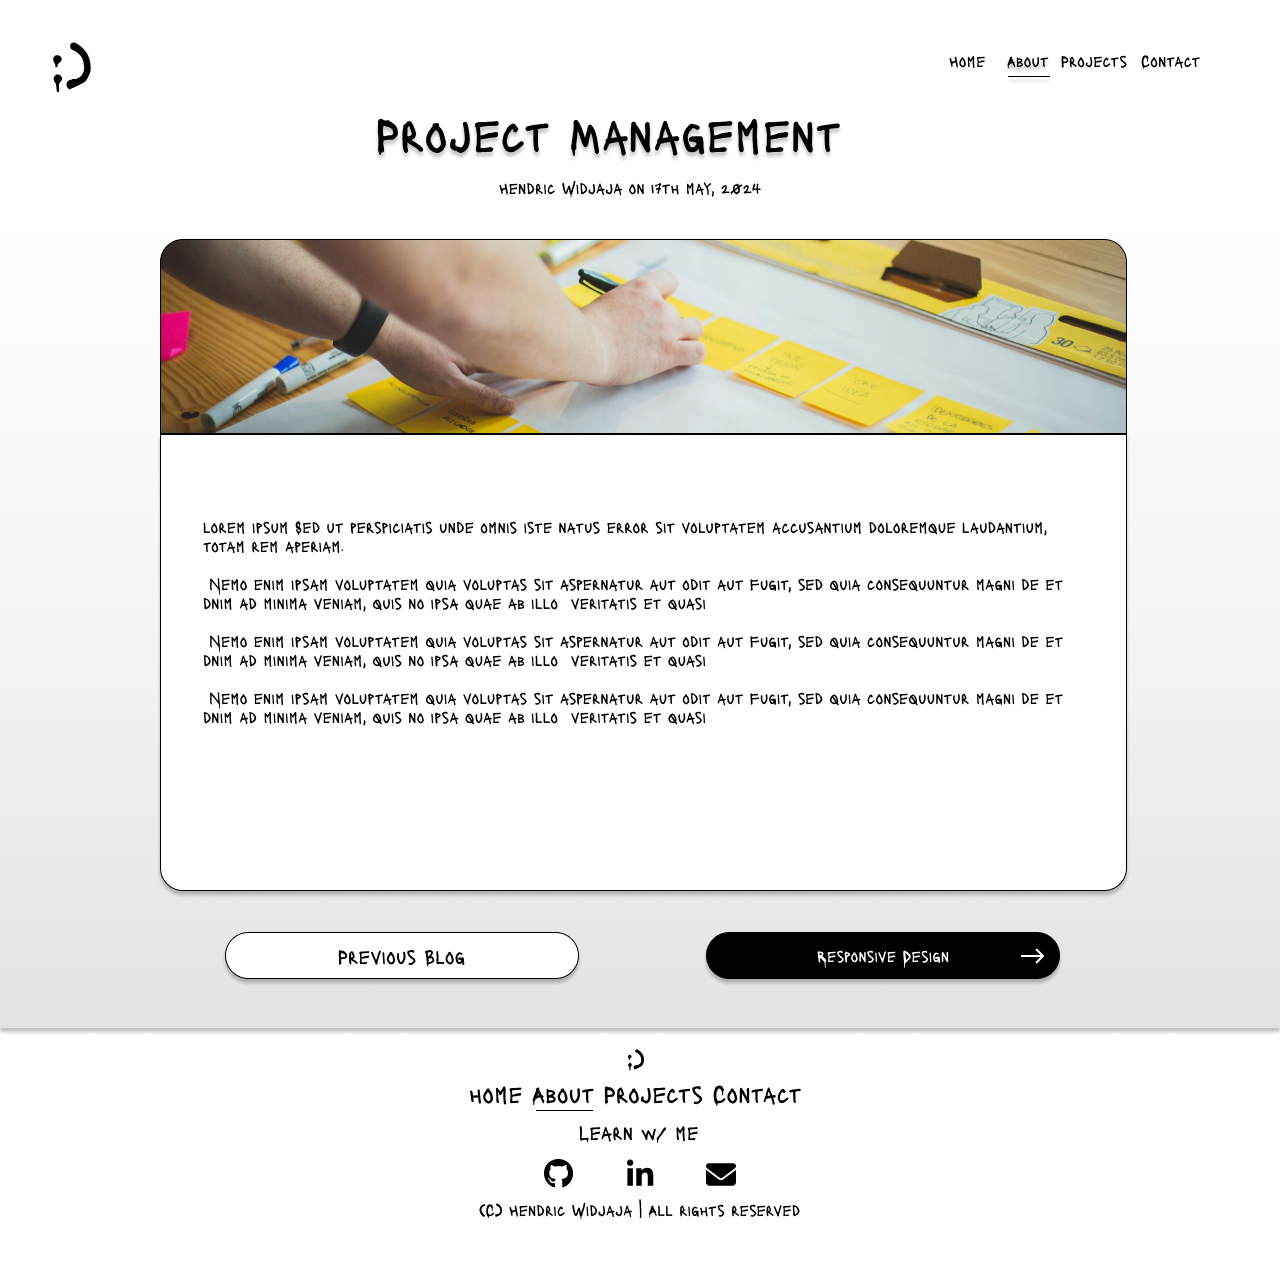 Home About Projects Contact
Project Management
Hendric Widjaja on 17th May, 2024
30
Lorem ipsum Sed ut perspiciatis unde omnis iste natus error sit voluptatem accusantium doloremque laudantium,
totam rem aperiam.
Nemo enim ipsam voluptatem quia voluptas sit aspernatur aut odit aut fugit, sed quia consequuntur magni de et
dnim ad minima veniam, quis no ipsa quae ab illo veritatis et quasi
Nemo enim ipsam voluptatem quia voluptas sit aspernatur aut odit aut fugit, sed quia consequuntur magni de et
dnim ad minima veniam, quis no ipsa quae ab illo veritatis et quasi
Nemo enim ipsam voluptatem quia voluptas sit aspernatur aut odit aut fugit, sed quia consequuntur magni de et
dnim ad minima veniam, quis no ipsa quae ab illo veritatis et quasi
Previous Blog
Responsive Design
Home About Projects Contact
Learn w/ me
(C) Hendric Widjaja | All rights reserved